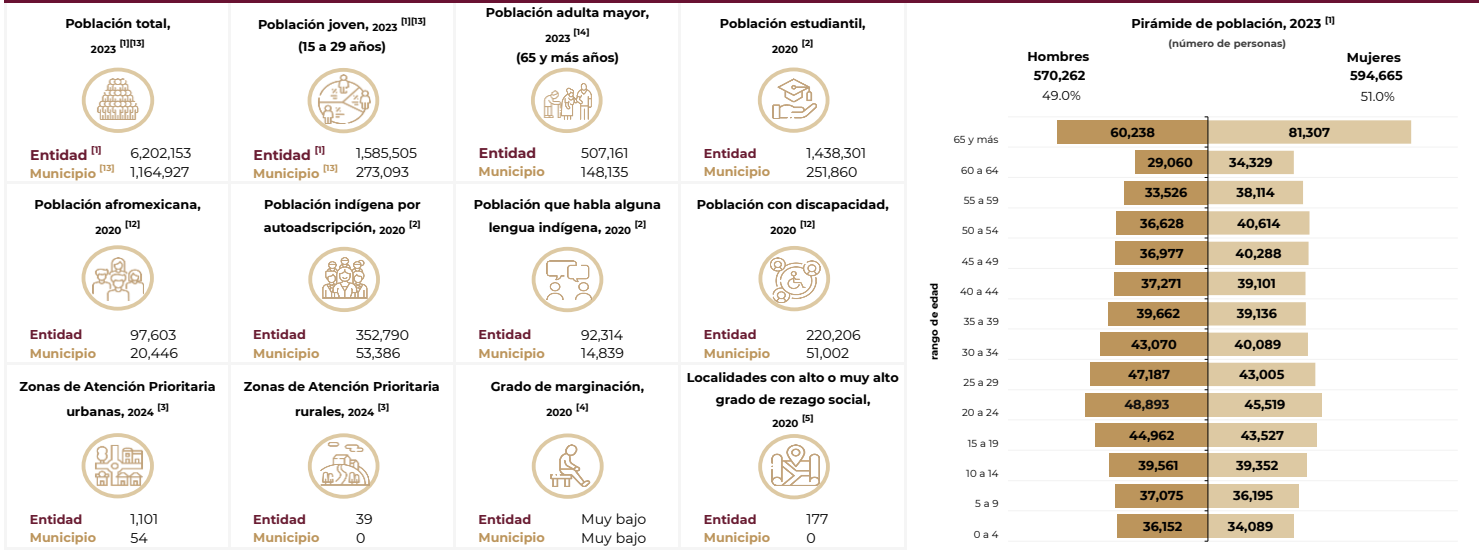 Población total,
2023 [1][13]
Entidad [1] 6,202,153
Municipio [13] 1,164,927
Población joven, 2023 [1][13]
(15 a 29 años)
Entidad [1] 1,585,505
Municipio [13] 273,093
Población adulta mayor,
2023 [14]
(65 y más años)
Entidad 507,161
Municipio 148,135
Población estudiantil,
2020 [2]
Entidad 1,438,301
Municipio 251,860
Población afromexicana,
2020 [12]
Entidad 97,603
Municipio 20,446
Población indígena por
autoadscripción, 2020 [2]
Entidad 352,790
Municipio 53,386
Población que habla alguna
lengua indígena, 2020 [2]
Entidad 92,314
Municipio 14,839
Población con discapacidad,
2020 [12]
Entidad 220,206
Municipio 51,002
Zonas de Atención Prioritaria
urbanas, 2024 [3]
Entidad 1,101
Municipio 54
Zonas de Atención Prioritaria
rurales, 2024 [3]
Entidad 39
Municipio 0
Grado de marginación,
2020 [4]
Entidad Muy bajo
Municipio Muy bajo
Localidades con alto o muy alto
grado de rezago social,
2020 [5]
Entidad 177
Municipio 0
Pirámide de población, 2023 [1]
(número de personas)
Hombres Mujeres
570,262 594,665
49.0% 51.0%
rango de edad
65 y más 60,238 81,307
60 a 64 29,060 34,329
55 a 59 33,526 38,114
50 a 54 36,628 40,614
45 a 49 36,977 40,288
40 a 44 37,271 39,101
35 a 39 39,662 39,136
30 a 34 43,070 40,089
25 a 29 47,187 43,005
20 a 24 48,893 45,519
15 a 19 44,962 43,527
10 a 14 39,561 39,352
5 a 9 37,075 36,195
0 a 4 36,152 34,089